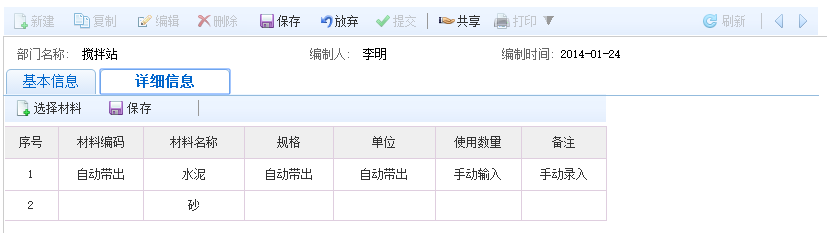 新建 复制 编辑 删除 保存 放弃 提交 共享 打印 刷新
部门名称: 搅拌站 编制人: 李明 编制时间: 2014-01-24
基本信息 详细信息
选择材料 保存
序号 材料编码 材料名称 规格 单位 使用数量 备注
1 自动带出 水泥 自动带出 自动带出 手动输入 手动录入
2 砂